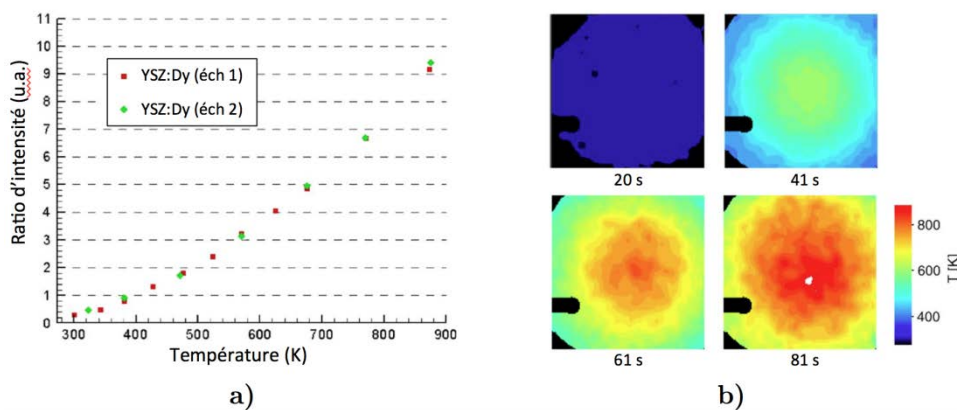 11
10
9
8
7
6
5
4
3
2
1
0
Ratio d'intensité (u.a.)
YSZ:Dy (éch 1)
YSZ:Dy (éch 2)
300 400 500 600 700 800 900
Température (K)
a)
20 s 41 s
61 s 81 s
800
600
400
T [K]
b)